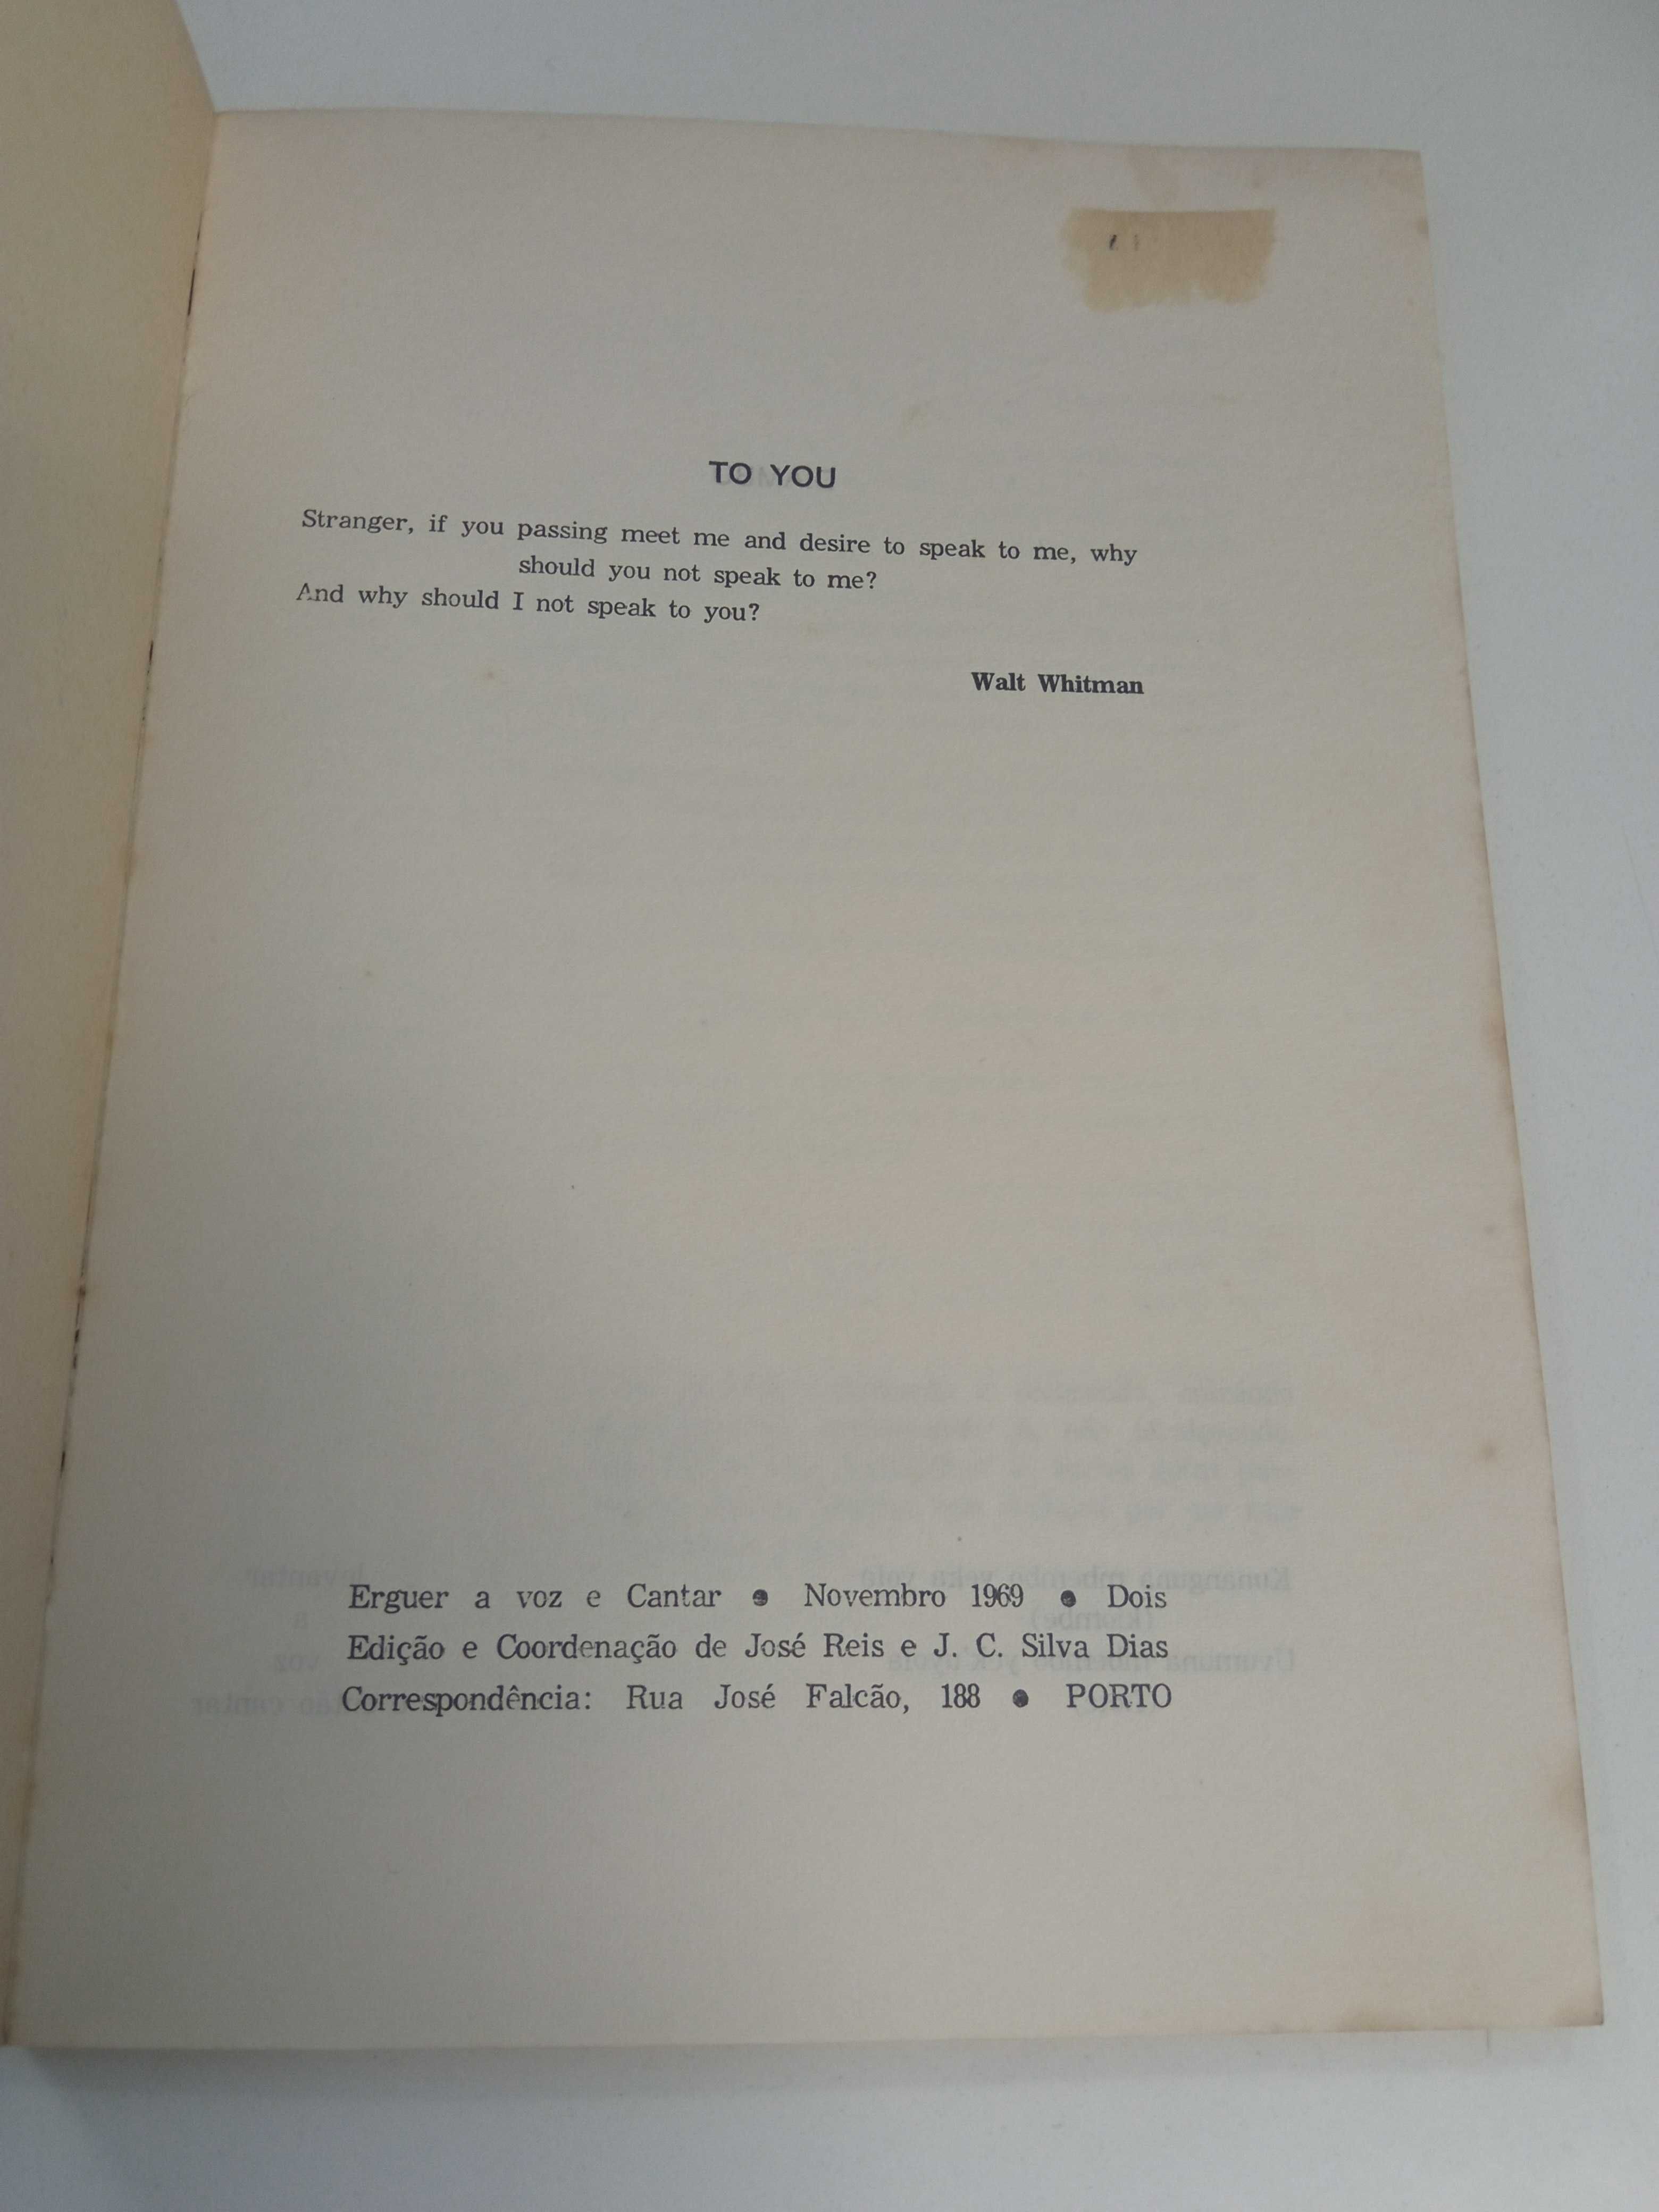 TO YOU
Stranger, if you passing meet me and desire to speak to me, why
should you not speak to me?
And why should I not speak to you?
Walt Whitman
Erguer a voz e Cantar ● Novembro 1969 ● Dois
Edição e Coordenação de José Reis e J. C. Silva Dias
Correspondência: Rua José Falcão, 188 ● PORTO